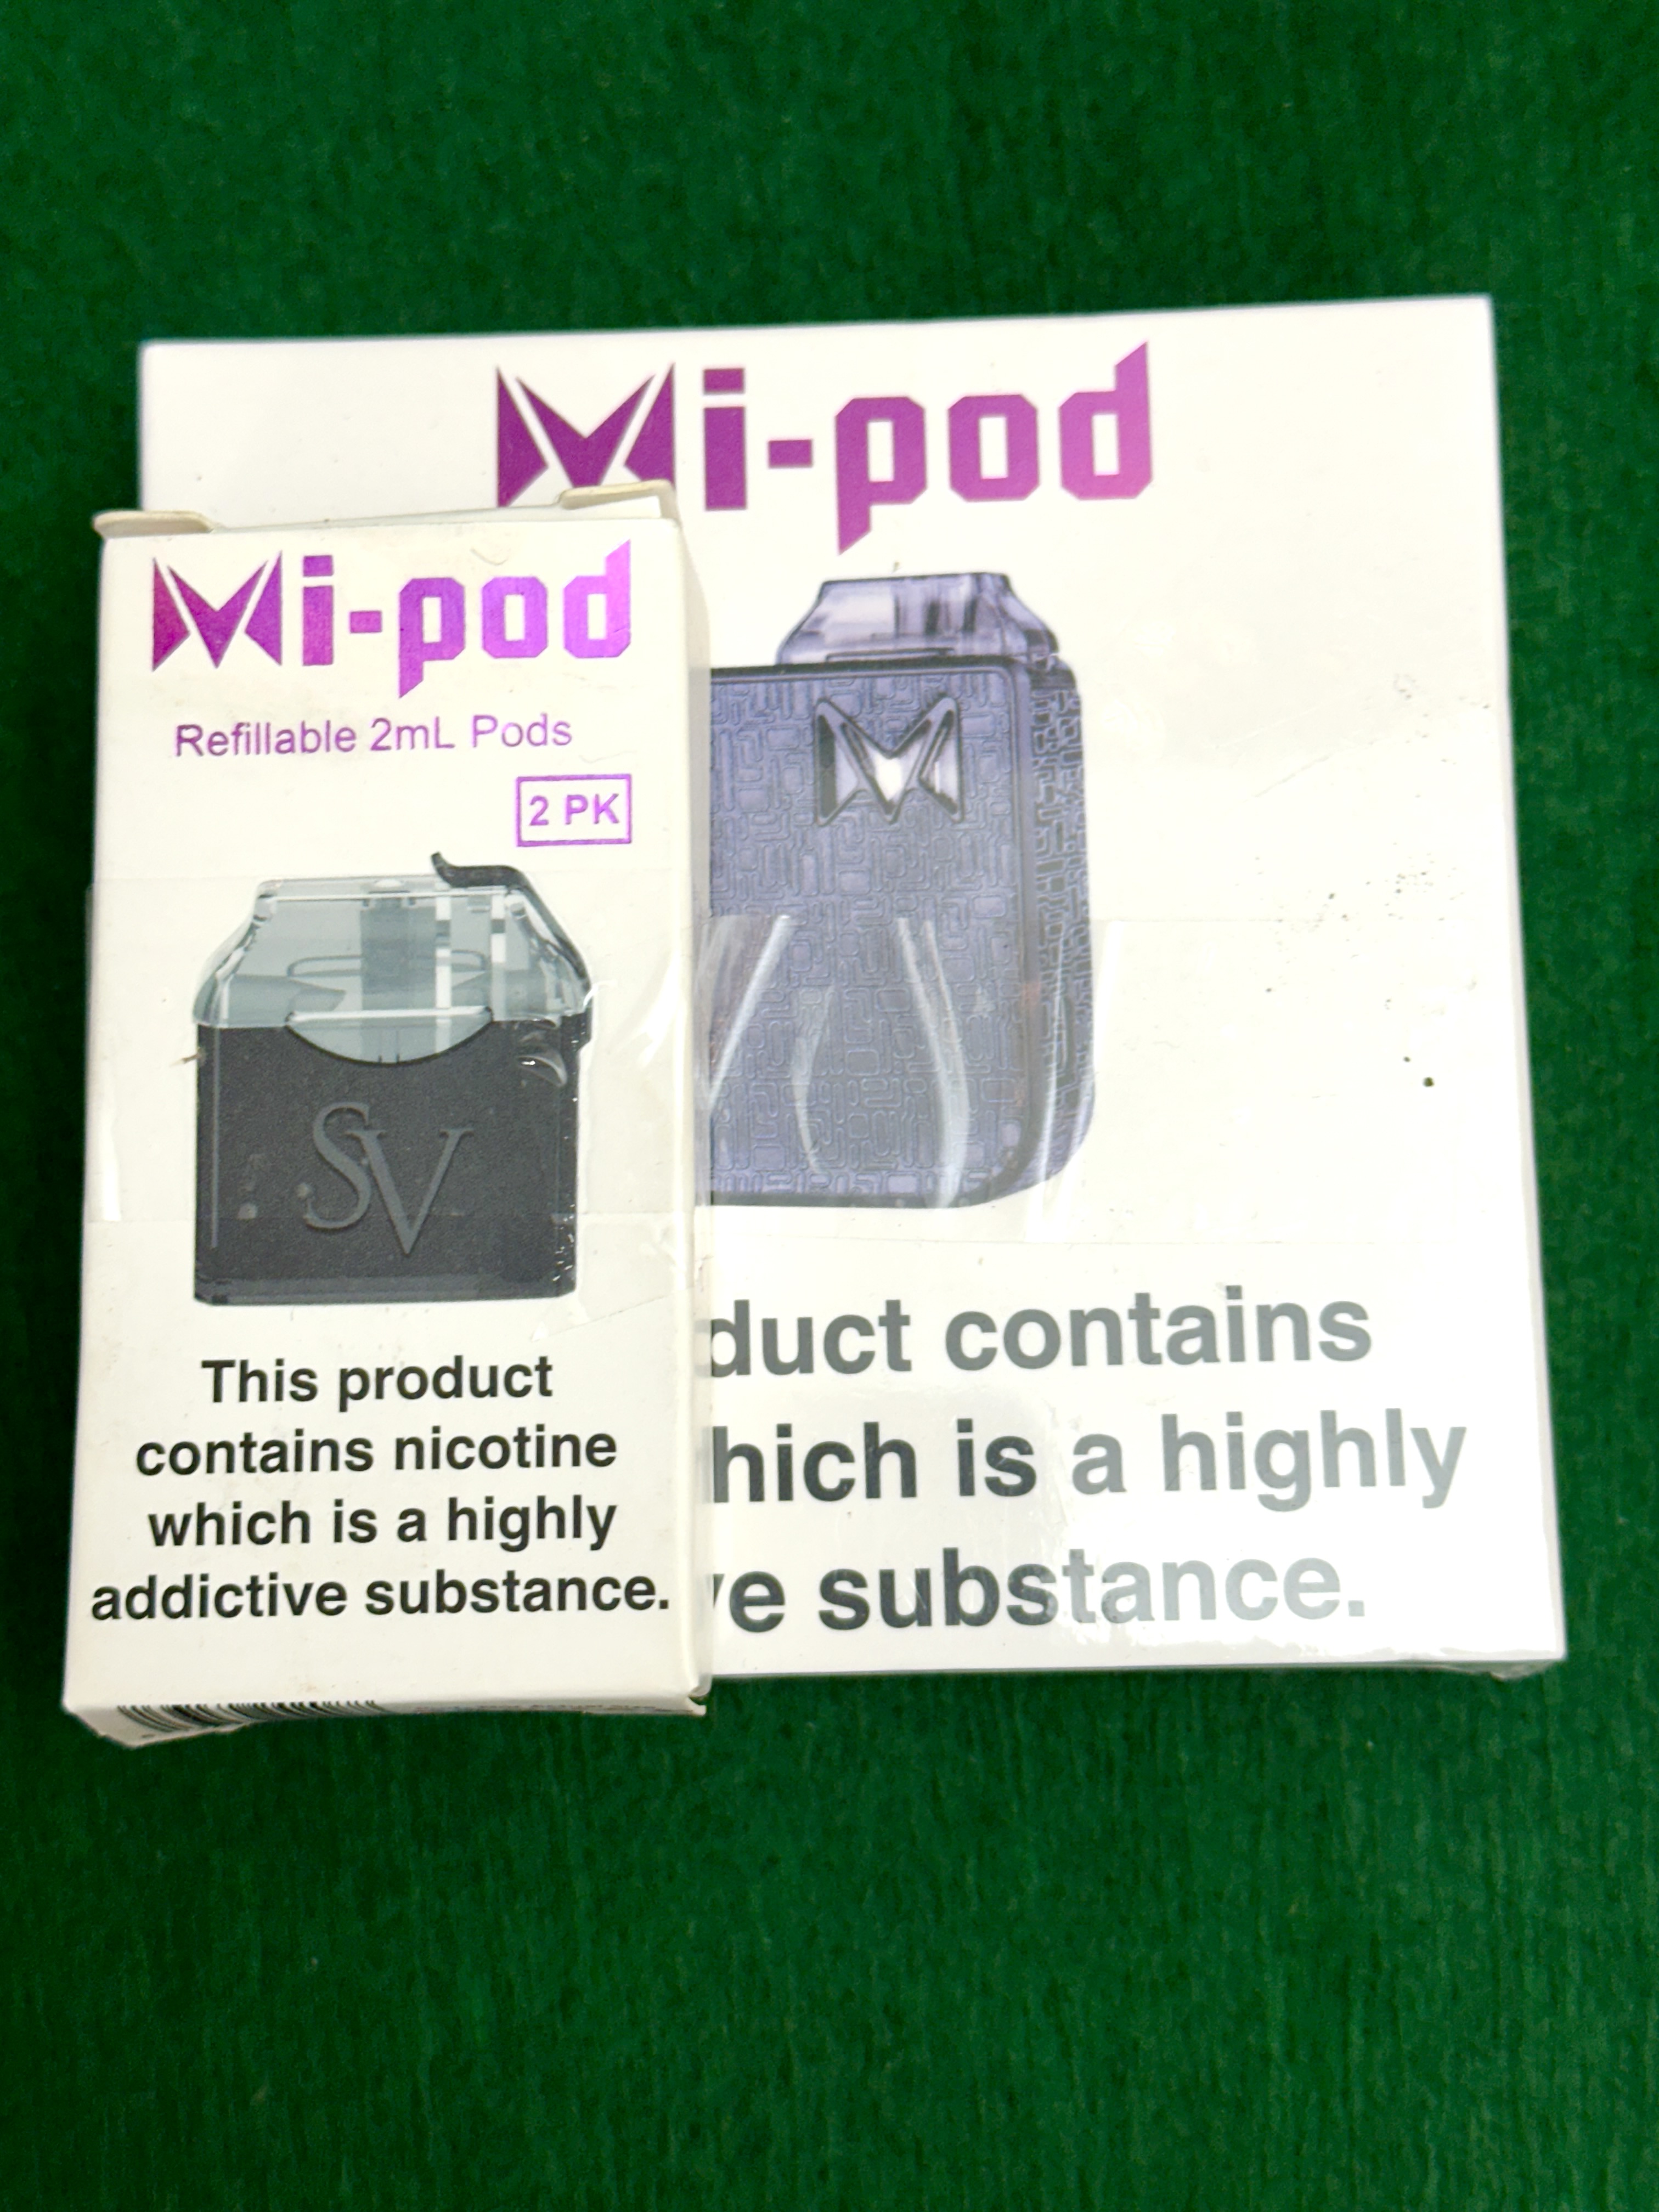 Mi-pod
Mi-pod
Refillable 2mL Pods
2 PK
SV
This product
contains nicotine
which is a highly
addictive substance.
duct contains
hich is a highly
ve substance.